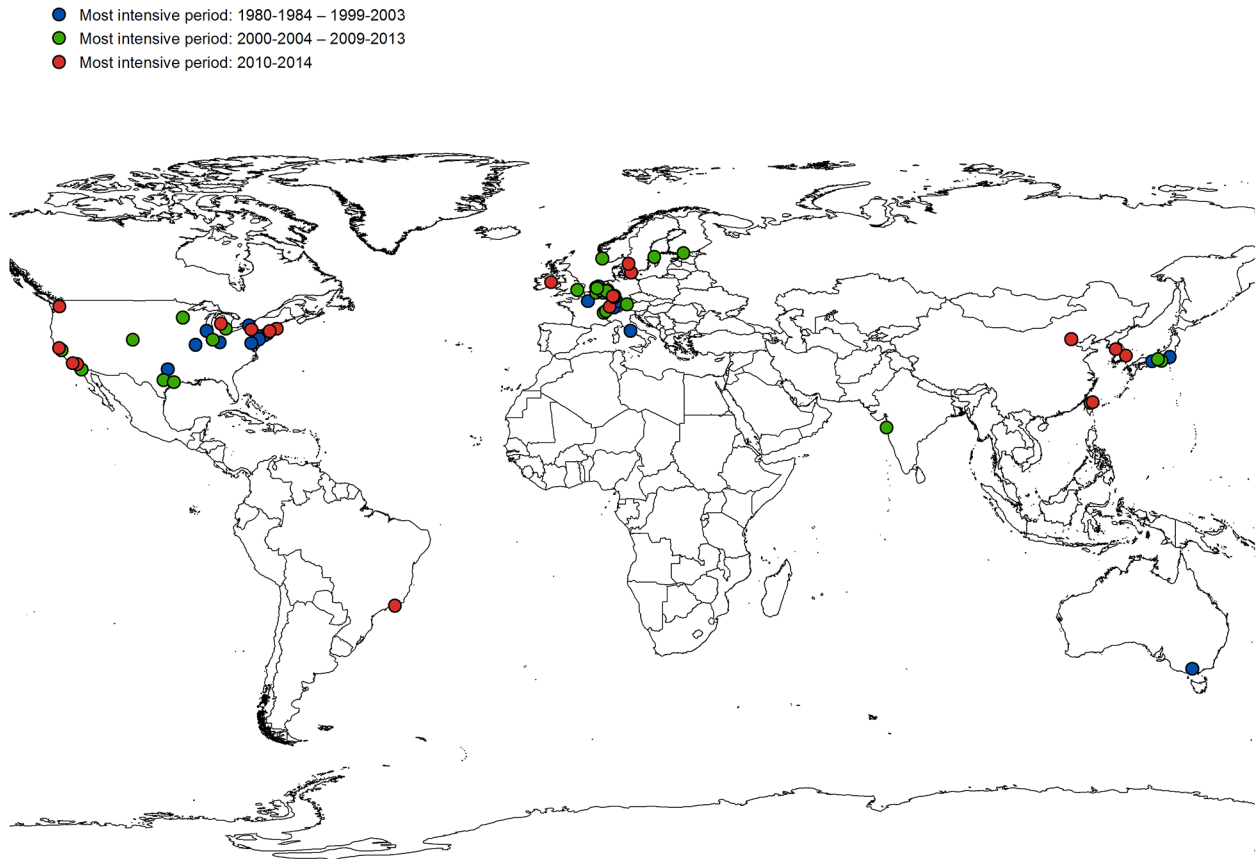 Most intensive period: 1980-1984 – 1999-2003
Most intensive period: 2000-2004 – 2009-2013
Most intensive period: 2010-2014